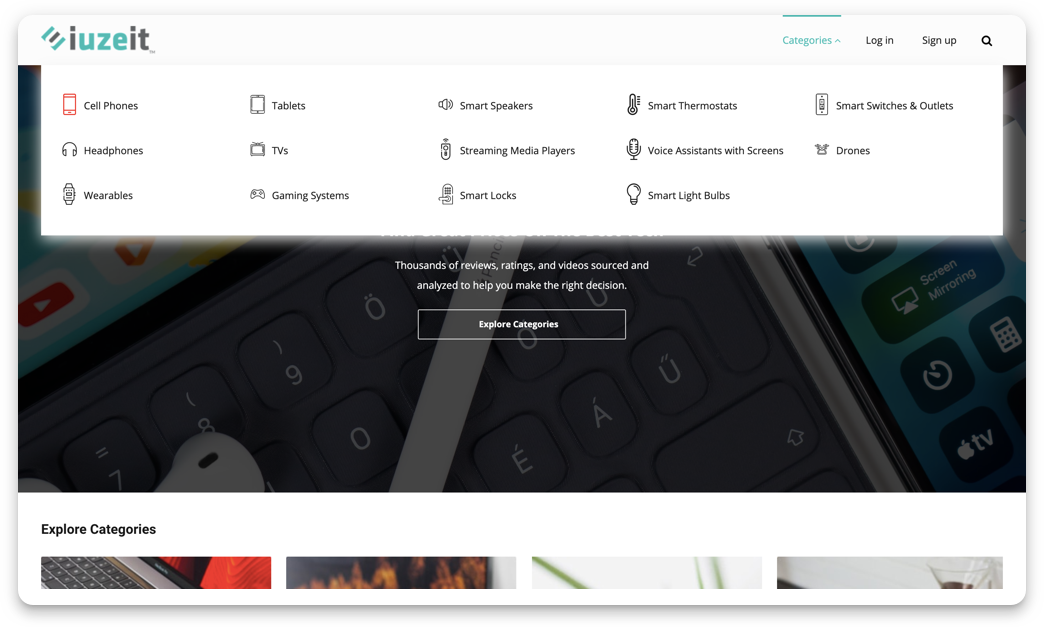 iuzeit
Categories
Log in
Sign up
Cell Phones
Tablets
Smart Speakers
Smart Thermostats
Smart Switches & Outlets
Headphones
TVs
Streaming Media Players
Voice Assistants with Screens
Drones
Wearables
Gaming Systems
Smart Locks
Smart Light Bulbs
Thousands of reviews, ratings, and videos sourced and
analyzed to help you make the right decision.
Explore Categories
Screen
Mirroring
Ö
Ü
)
9
(
8
=
7
O
É
Á
Ű
tv
Explore Categories